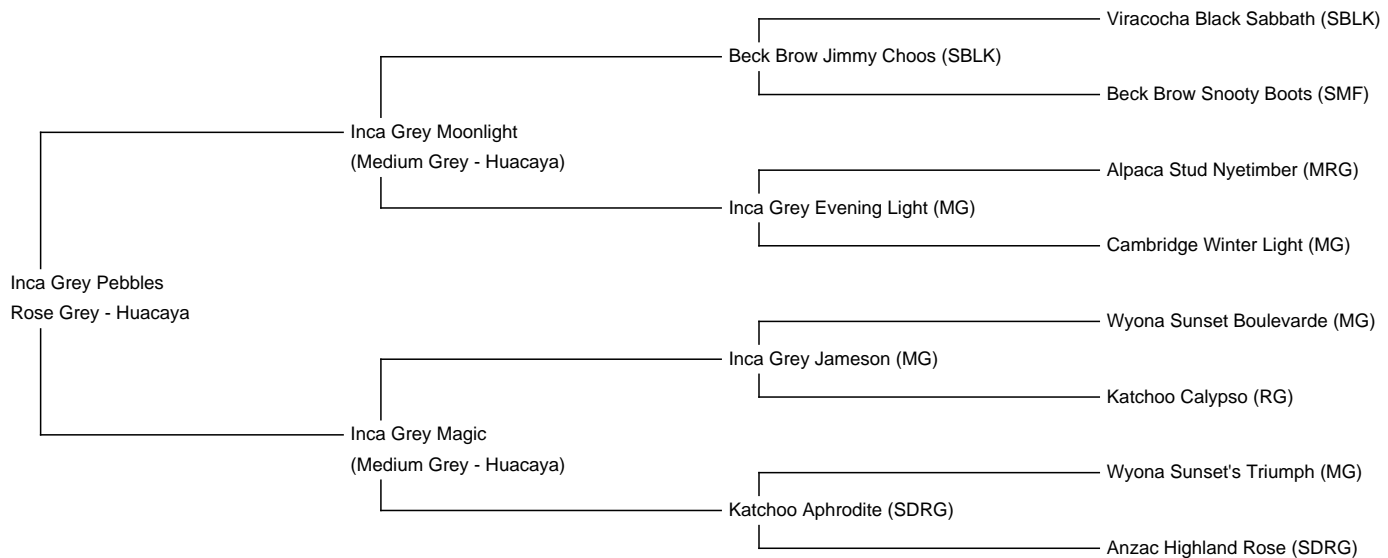 Viracocha Black Sabbath (SBLK)
Beck Brow Jimmy Choos (SBLK)
Beck Brow Snooty Boots (SMF)
Inca Grey Moonlight
(Medium Grey - Huacaya)
Alpaca Stud Nyetimber (MRG)
Inca Grey Evening Light (MG)
Cambridge Winter Light (MG)
Inca Grey Pebbles
Rose Grey - Huacaya
Wyona Sunset Boulevarde (MG)
Inca Grey Jameson (MG)
Katchoo Calypso (RG)
Inca Grey Magic
(Medium Grey - Huacaya)
Wyona Sunset's Triumph (MG)
Katchoo Aphrodite (SDRG)
Anzac Highland Rose (SDRG)